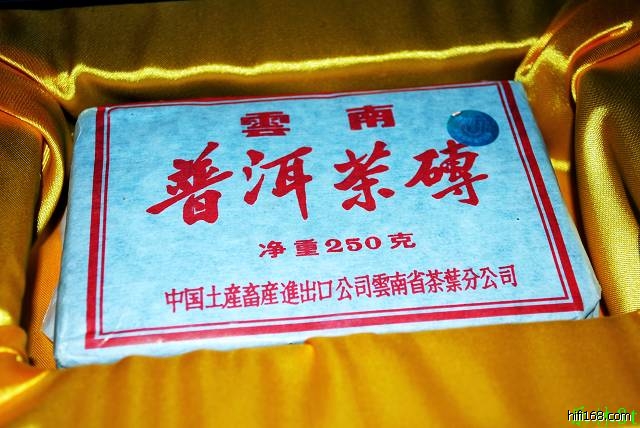 雲南
普洱茶磚
净重250克
中国土産畜産進出口公司雲南省茶葉分公司
hifi168.com